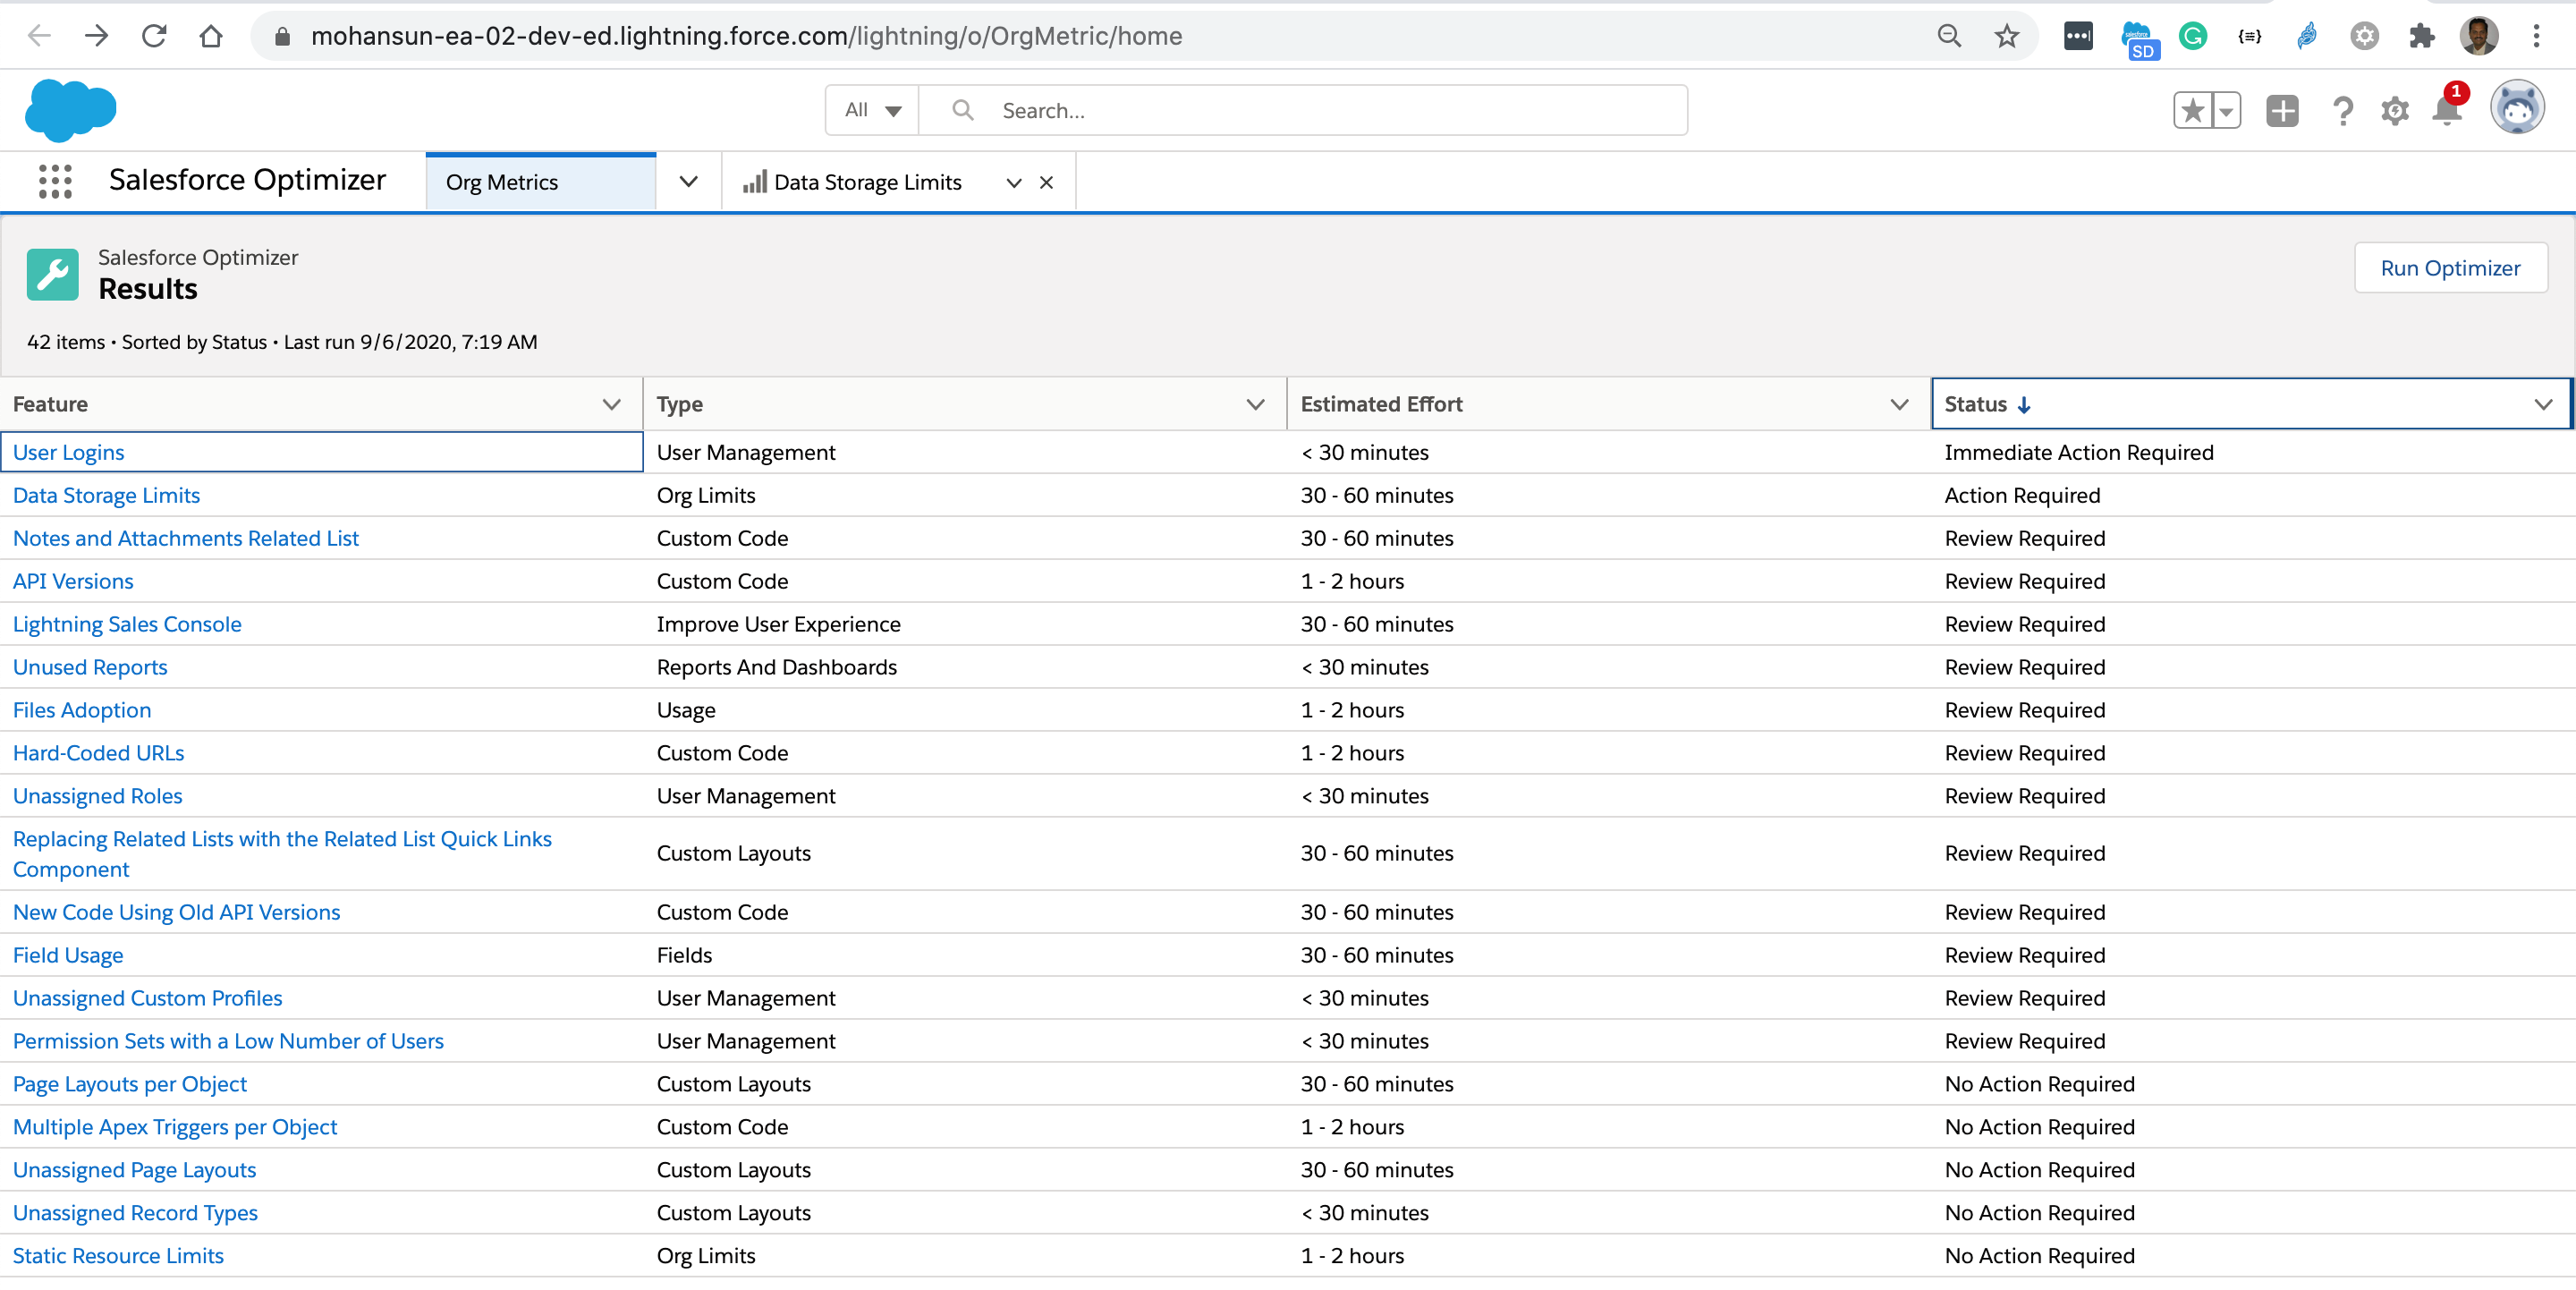 mohansun-ea-02-dev-ed.lightning.force.com/lightning/o/OrgMetric/home
SD
All
Search...
1
Salesforce Optimizer
Org Metrics
Data Storage Limits
Salesforce Optimizer
Results
Run Optimizer
42 items • Sorted by Status • Last run 9/6/2020, 7:19 AM
Feature Type Estimated Effort Status
User Logins User Management < 30 minutes Immediate Action Required
Data Storage Limits Org Limits 30 - 60 minutes Action Required
Notes and Attachments Related List Custom Code 30 - 60 minutes Review Required
API Versions Custom Code 1 - 2 hours Review Required
Lightning Sales Console Improve User Experience 30 - 60 minutes Review Required
Unused Reports Reports And Dashboards < 30 minutes Review Required
Files Adoption Usage 1 - 2 hours Review Required
Hard-Coded URLs Custom Code 1 - 2 hours Review Required
Unassigned Roles User Management < 30 minutes Review Required
Replacing Related Lists with the Related List Quick Links
Component Custom Layouts 30 - 60 minutes Review Required
New Code Using Old API Versions Custom Code 30 - 60 minutes Review Required
Field Usage Fields 30 - 60 minutes Review Required
Unassigned Custom Profiles User Management < 30 minutes Review Required
Permission Sets with a Low Number of Users User Management < 30 minutes Review Required
Page Layouts per Object Custom Layouts 30 - 60 minutes No Action Required
Multiple Apex Triggers per Object Custom Code 1 - 2 hours No Action Required
Unassigned Page Layouts Custom Layouts 30 - 60 minutes No Action Required
Unassigned Record Types Custom Layouts < 30 minutes No Action Required
Static Resource Limits Org Limits 1 - 2 hours No Action Required